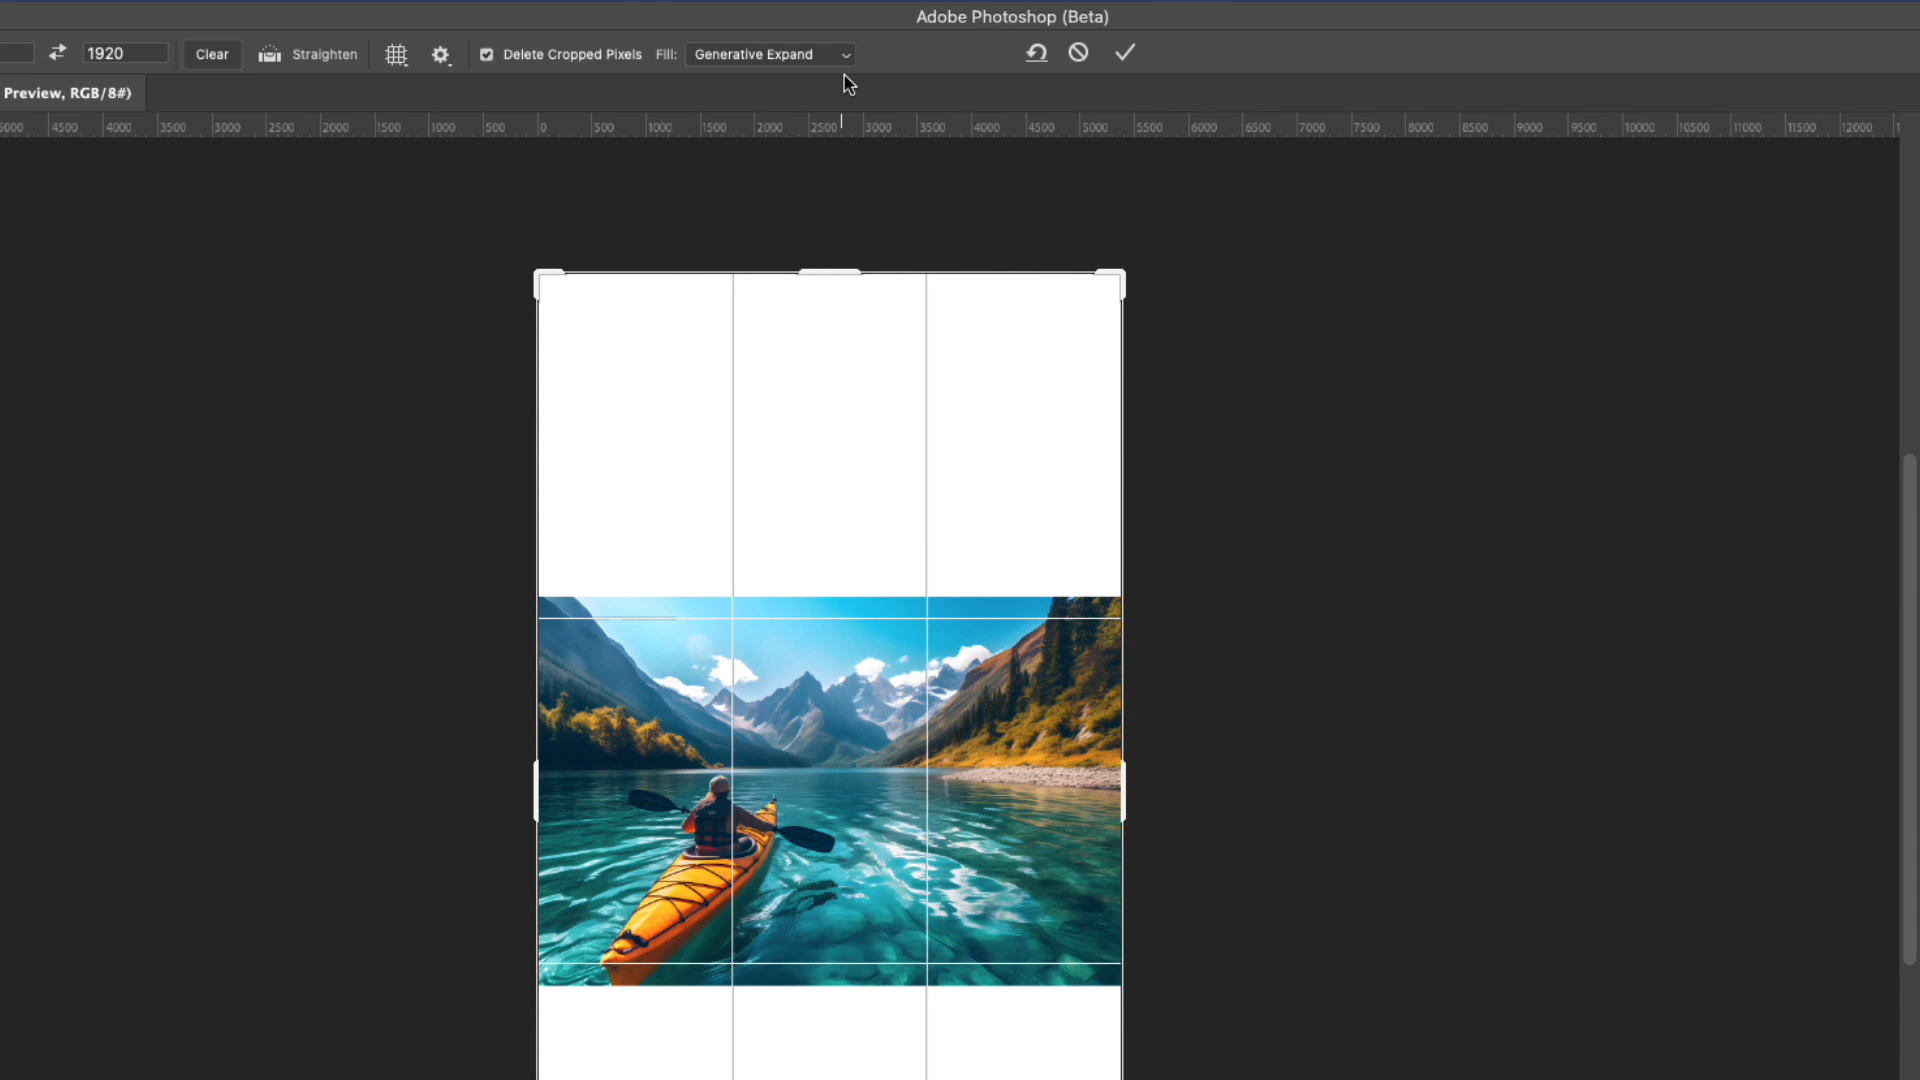 Adobe Photoshop (Beta)
1920 Clear Straighten Delete Cropped Pixels Fill: Generative Expand
Preview, RGB/8#)
5000 4500 4000 3500 3000 2500 2000 1500 1000 500 0 500 1000 1500 2000 2500 3000 3500 4000 4500 5000 5500 6000 6500 7000 7500 8000 8500 9000 9500 10000 10500 11000 11500 12000